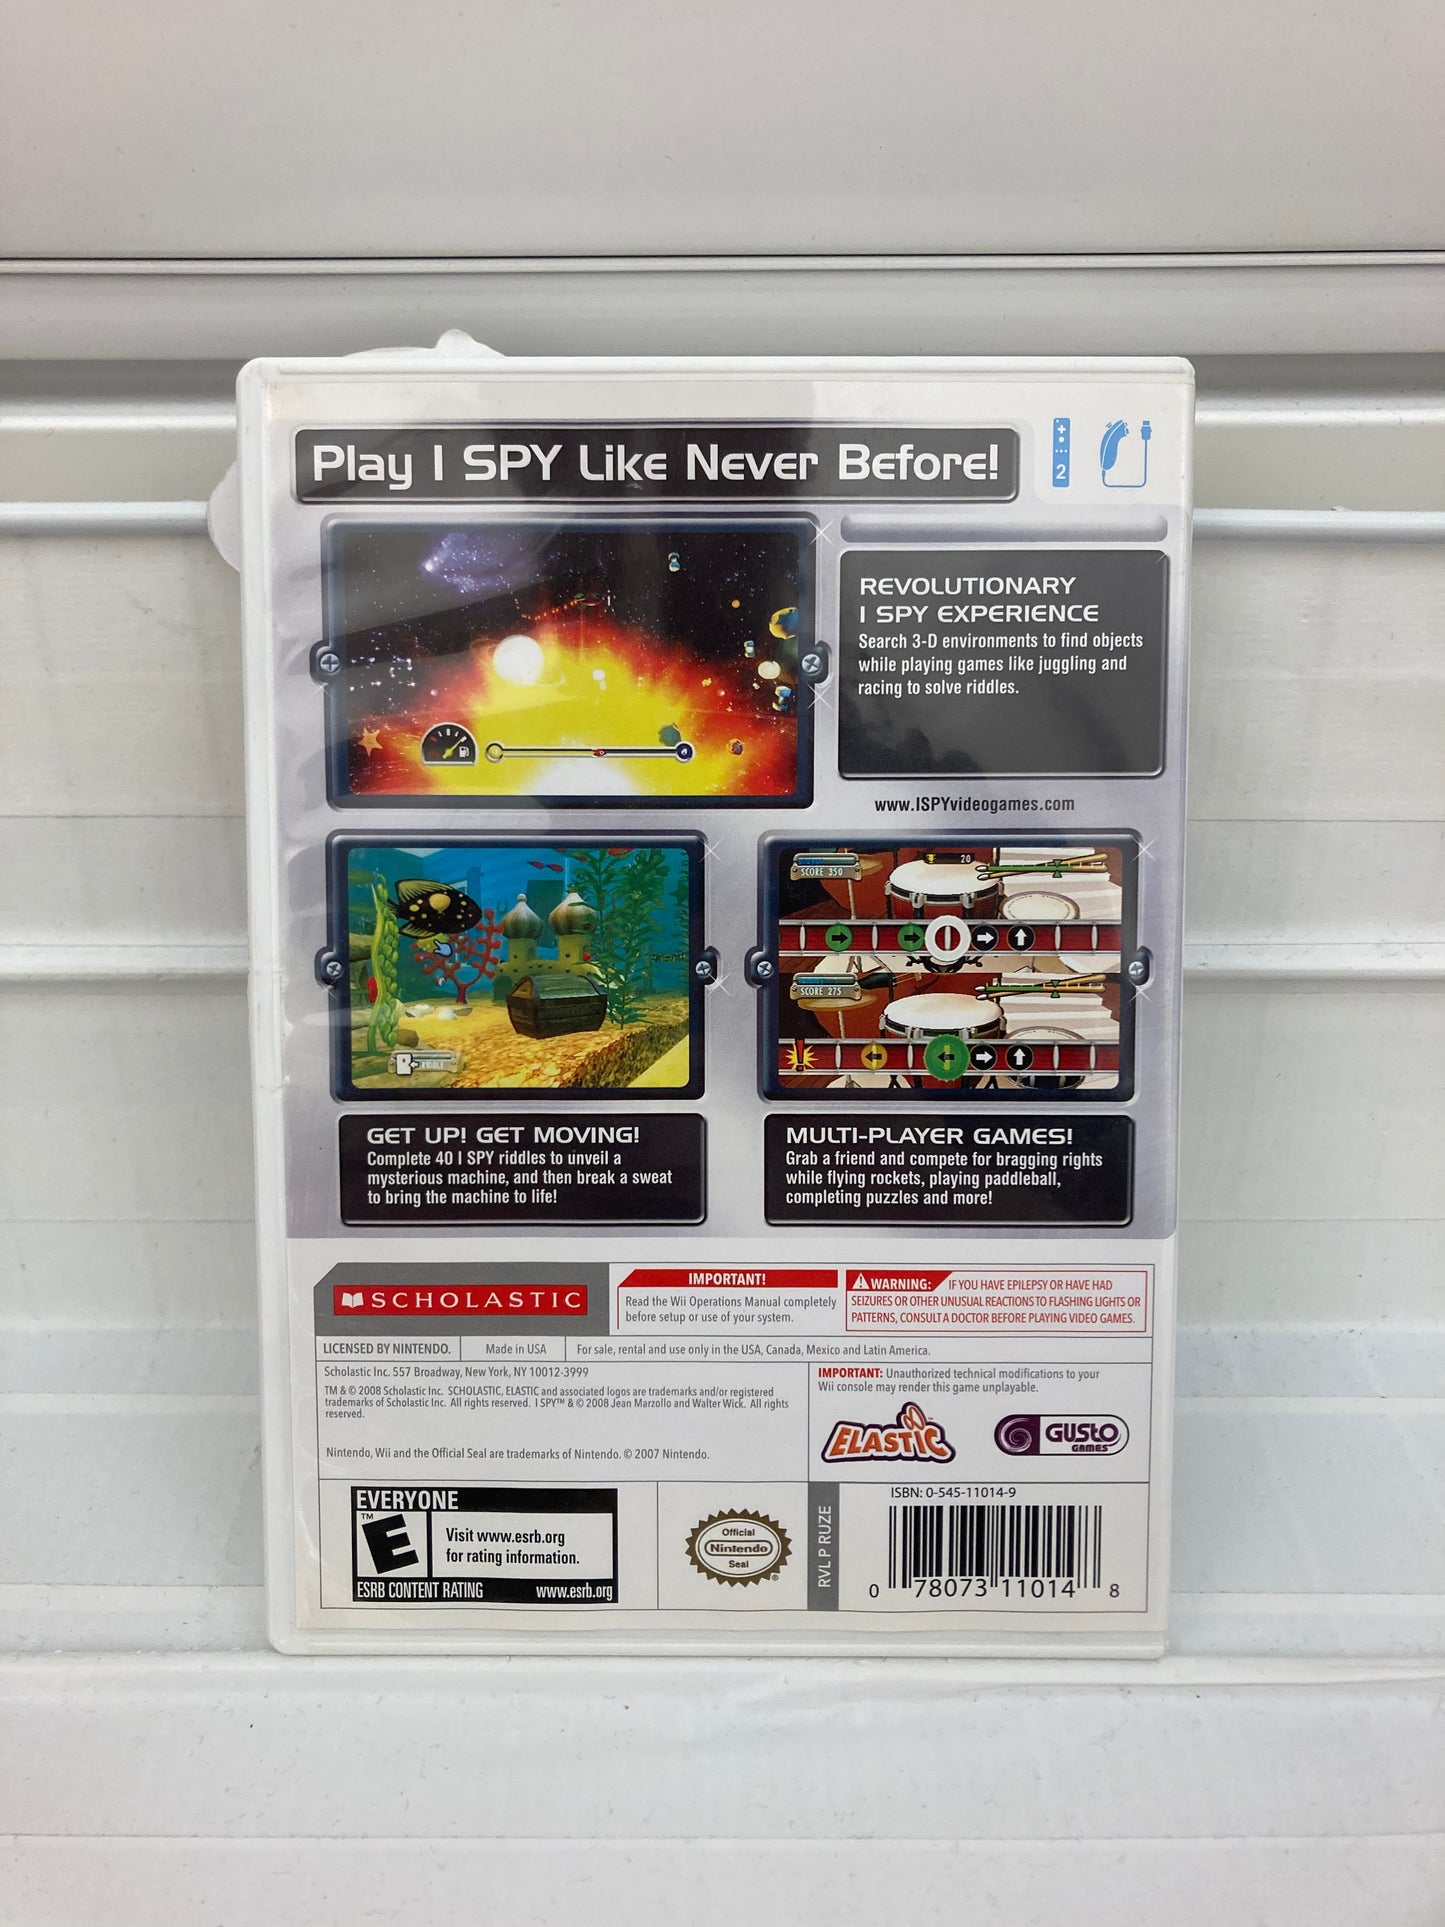 Play I SPY Like Never Before!
2
REVOLUTIONARY
I SPY EXPERIENCE
Search 3-D environments to find objects
while playing games like juggling and
racing to solve riddles.
www.ISPYvideogames.com
RIDDLE
20
SCORE 350
SCORE 275
GET UP! GET MOVING!
Complete 40 I SPY riddles to unveil a
mysterious machine, and then break a sweat
to bring the machine to life!
MULTI-PLAYER GAMES!
Grab a friend and compete for bragging rights
while flying rockets, playing paddleball,
completing puzzles and more!
SCHOLASTIC
IMPORTANT!
Read the Wii Operations Manual completely
before setup or use of your system.
WARNING: IF YOU HAVE EPILEPSY OR HAVE HAD
SEIZURES OR OTHER UNUSUAL REACTIONS TO FLASHING LIGHTS OR
PATTERNS, CONSULT A DOCTOR BEFORE PLAYING VIDEO GAMES.
LICENSED BY NINTENDO.
Made in USA
For sale, rental and use only in the USA, Canada, Mexico and Latin America.
Scholastic Inc. 557 Broadway, New York, NY 10012-3999
TM & © 2008 Scholastic Inc. SCHOLASTIC, ELASTIC and associated logos are trademarks and/or registered
trademarks of Scholastic Inc. All rights reserved. I SPY™ & © 2008 Jean Marzollo and Walter Wick. All rights
reserved.
Nintendo, Wii and the Official Seal are trademarks of Nintendo. © 2007 Nintendo.
IMPORTANT: Unauthorized technical modifications to your
Wii console may render this game unplayable.
ELASTIC™
GUSTO
GAMES
EVERYONE
™
E
Visit www.esrb.org
for rating information.
ESRB CONTENT RATING www.esrb.org
Official
Nintendo
Seal
®
RVL P RUZE
ISBN: 0-545-11014-9
0 78073 11014 8